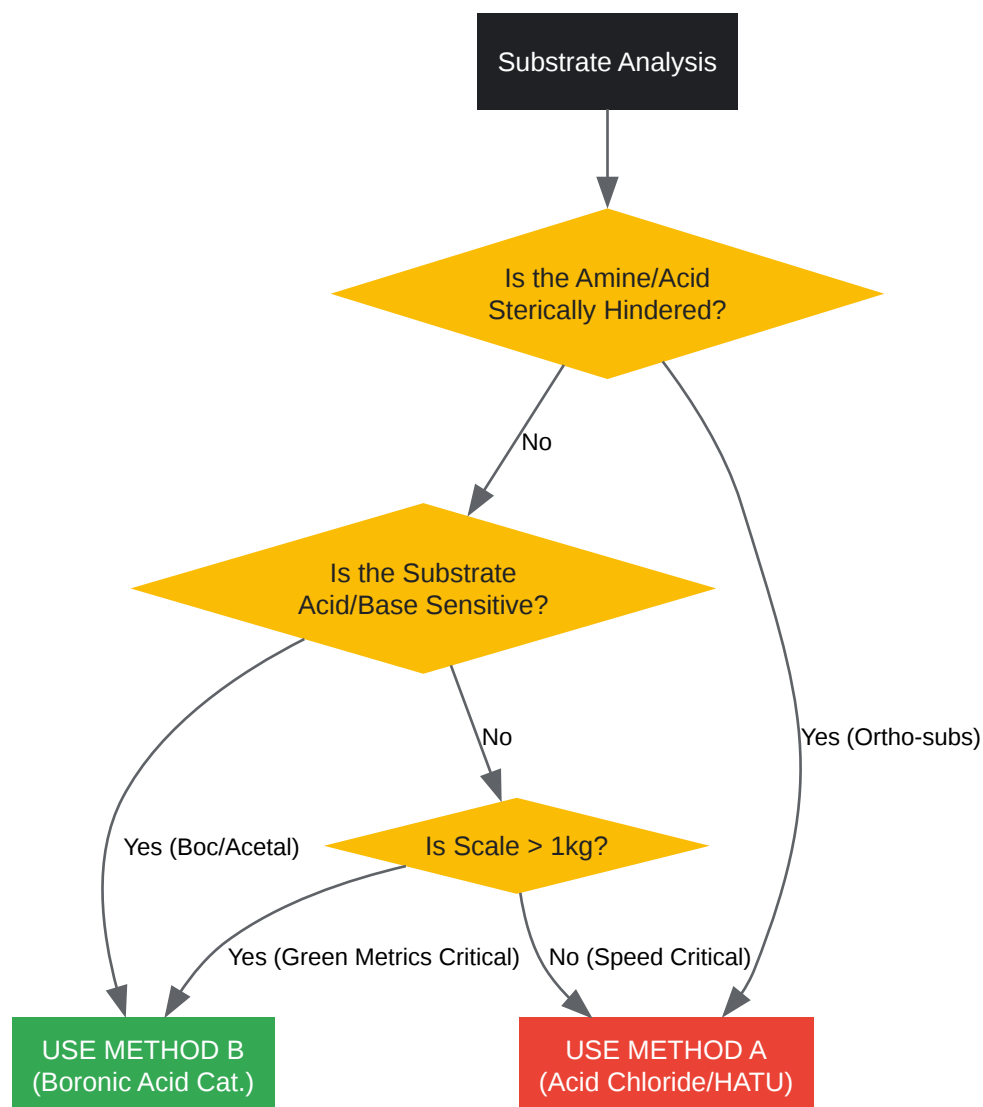 Substrate Analysis
Is the Amine/Acid
Sterically Hindered?
No
Is the Substrate
Acid/Base Sensitive?
No
Yes (Ortho-subs)
Yes (Boc/Acetal)
Is Scale > 1kg?
Yes (Green Metrics Critical)
No (Speed Critical)
USE METHOD B
(Boronic Acid Cat.)
USE METHOD A
(Acid Chloride/HATU)